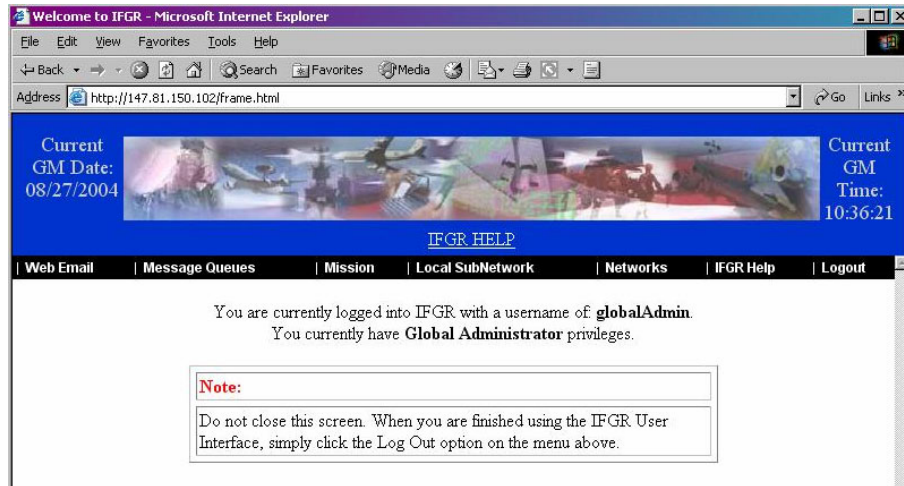 Welcome to IFGR - Microsoft Internet Explorer
File Edit View Favorites Tools Help
Back Search Favorites Media
Address http://147.81.150.102/frame.html Go Links »
Current
GM Date:
08/27/2004
Current
GM
Time:
10:36:21
IFGR HELP
| Web Email | Message Queues | Mission | Local SubNetwork | Networks | IFGR Help | Logout
You are currently logged into IFGR with a username of: globalAdmin.
You currently have Global Administrator privileges.
Note:
Do not close this screen. When you are finished using the IFGR User
Interface, simply click the Log Out option on the menu above.